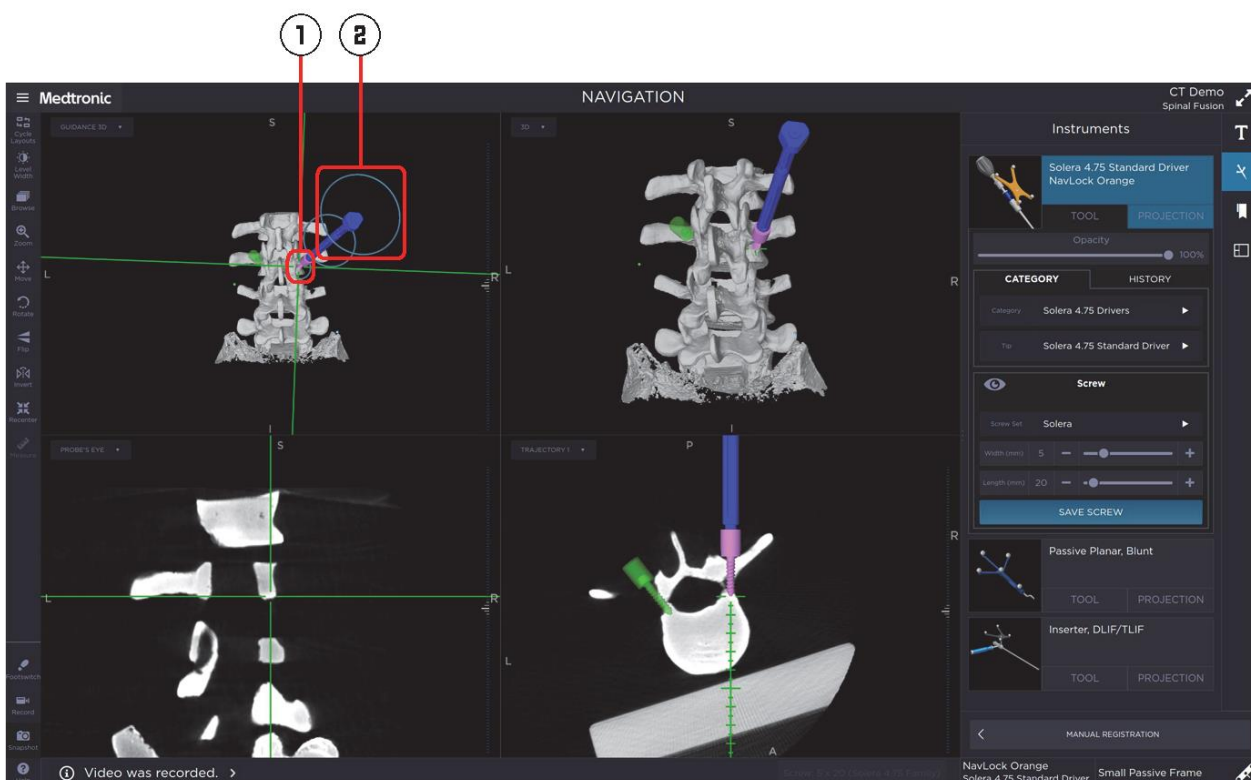 1 2
Medtronic
NAVIGATION
CT Demo
Spinal Fusion
Cycle
Layouts
Level
Width
Browse
Zoom
Move
Rotate
Flip
Invert
Recenter
Measure
Footswitch
Record
Snapshot
GUIDANCE 3D
S
L
R
I
3D
S
L
R
I
PROBE'S EYE
S
L
R
TRAJECTORY 1
P
R
L
A
Instruments
Solera 4.75 Standard Driver
NavLock Orange
TOOL PROJECTION
Opacity
100%
CATEGORY HISTORY
Category Solera 4.75 Drivers
Tip Solera 4.75 Standard Driver
Screw
Screw Set Solera
Width (mm) 5
Length (mm) 20
SAVE SCREW
Passive Planar, Blunt
TOOL PROJECTION
Inserter, DLIF/TLIF
TOOL PROJECTION
MANUAL REGISTRATION
T
Video was recorded.
NavLock Orange
Solera 4.75 Standard Driver
Small Passive Frame